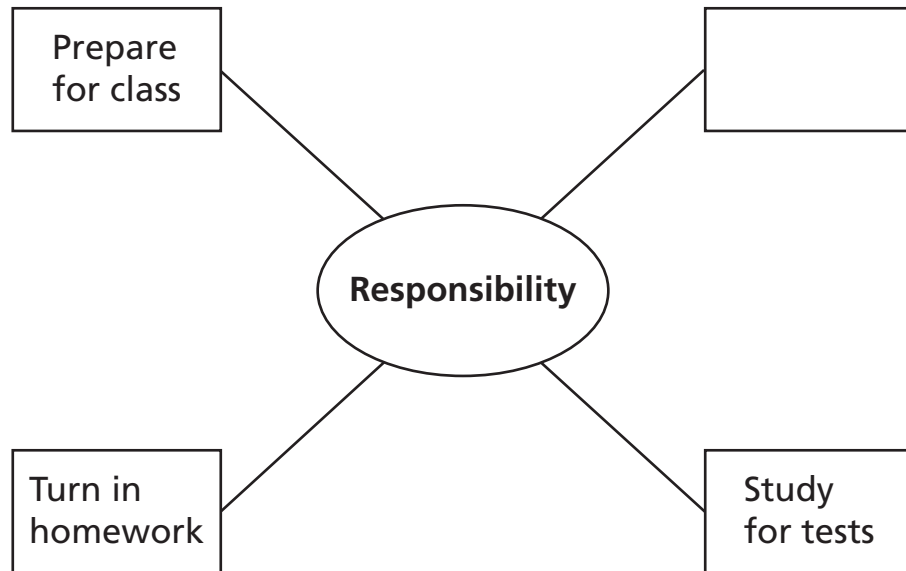 Prepare
for class
Responsibility
Turn in
homework
Study
for tests